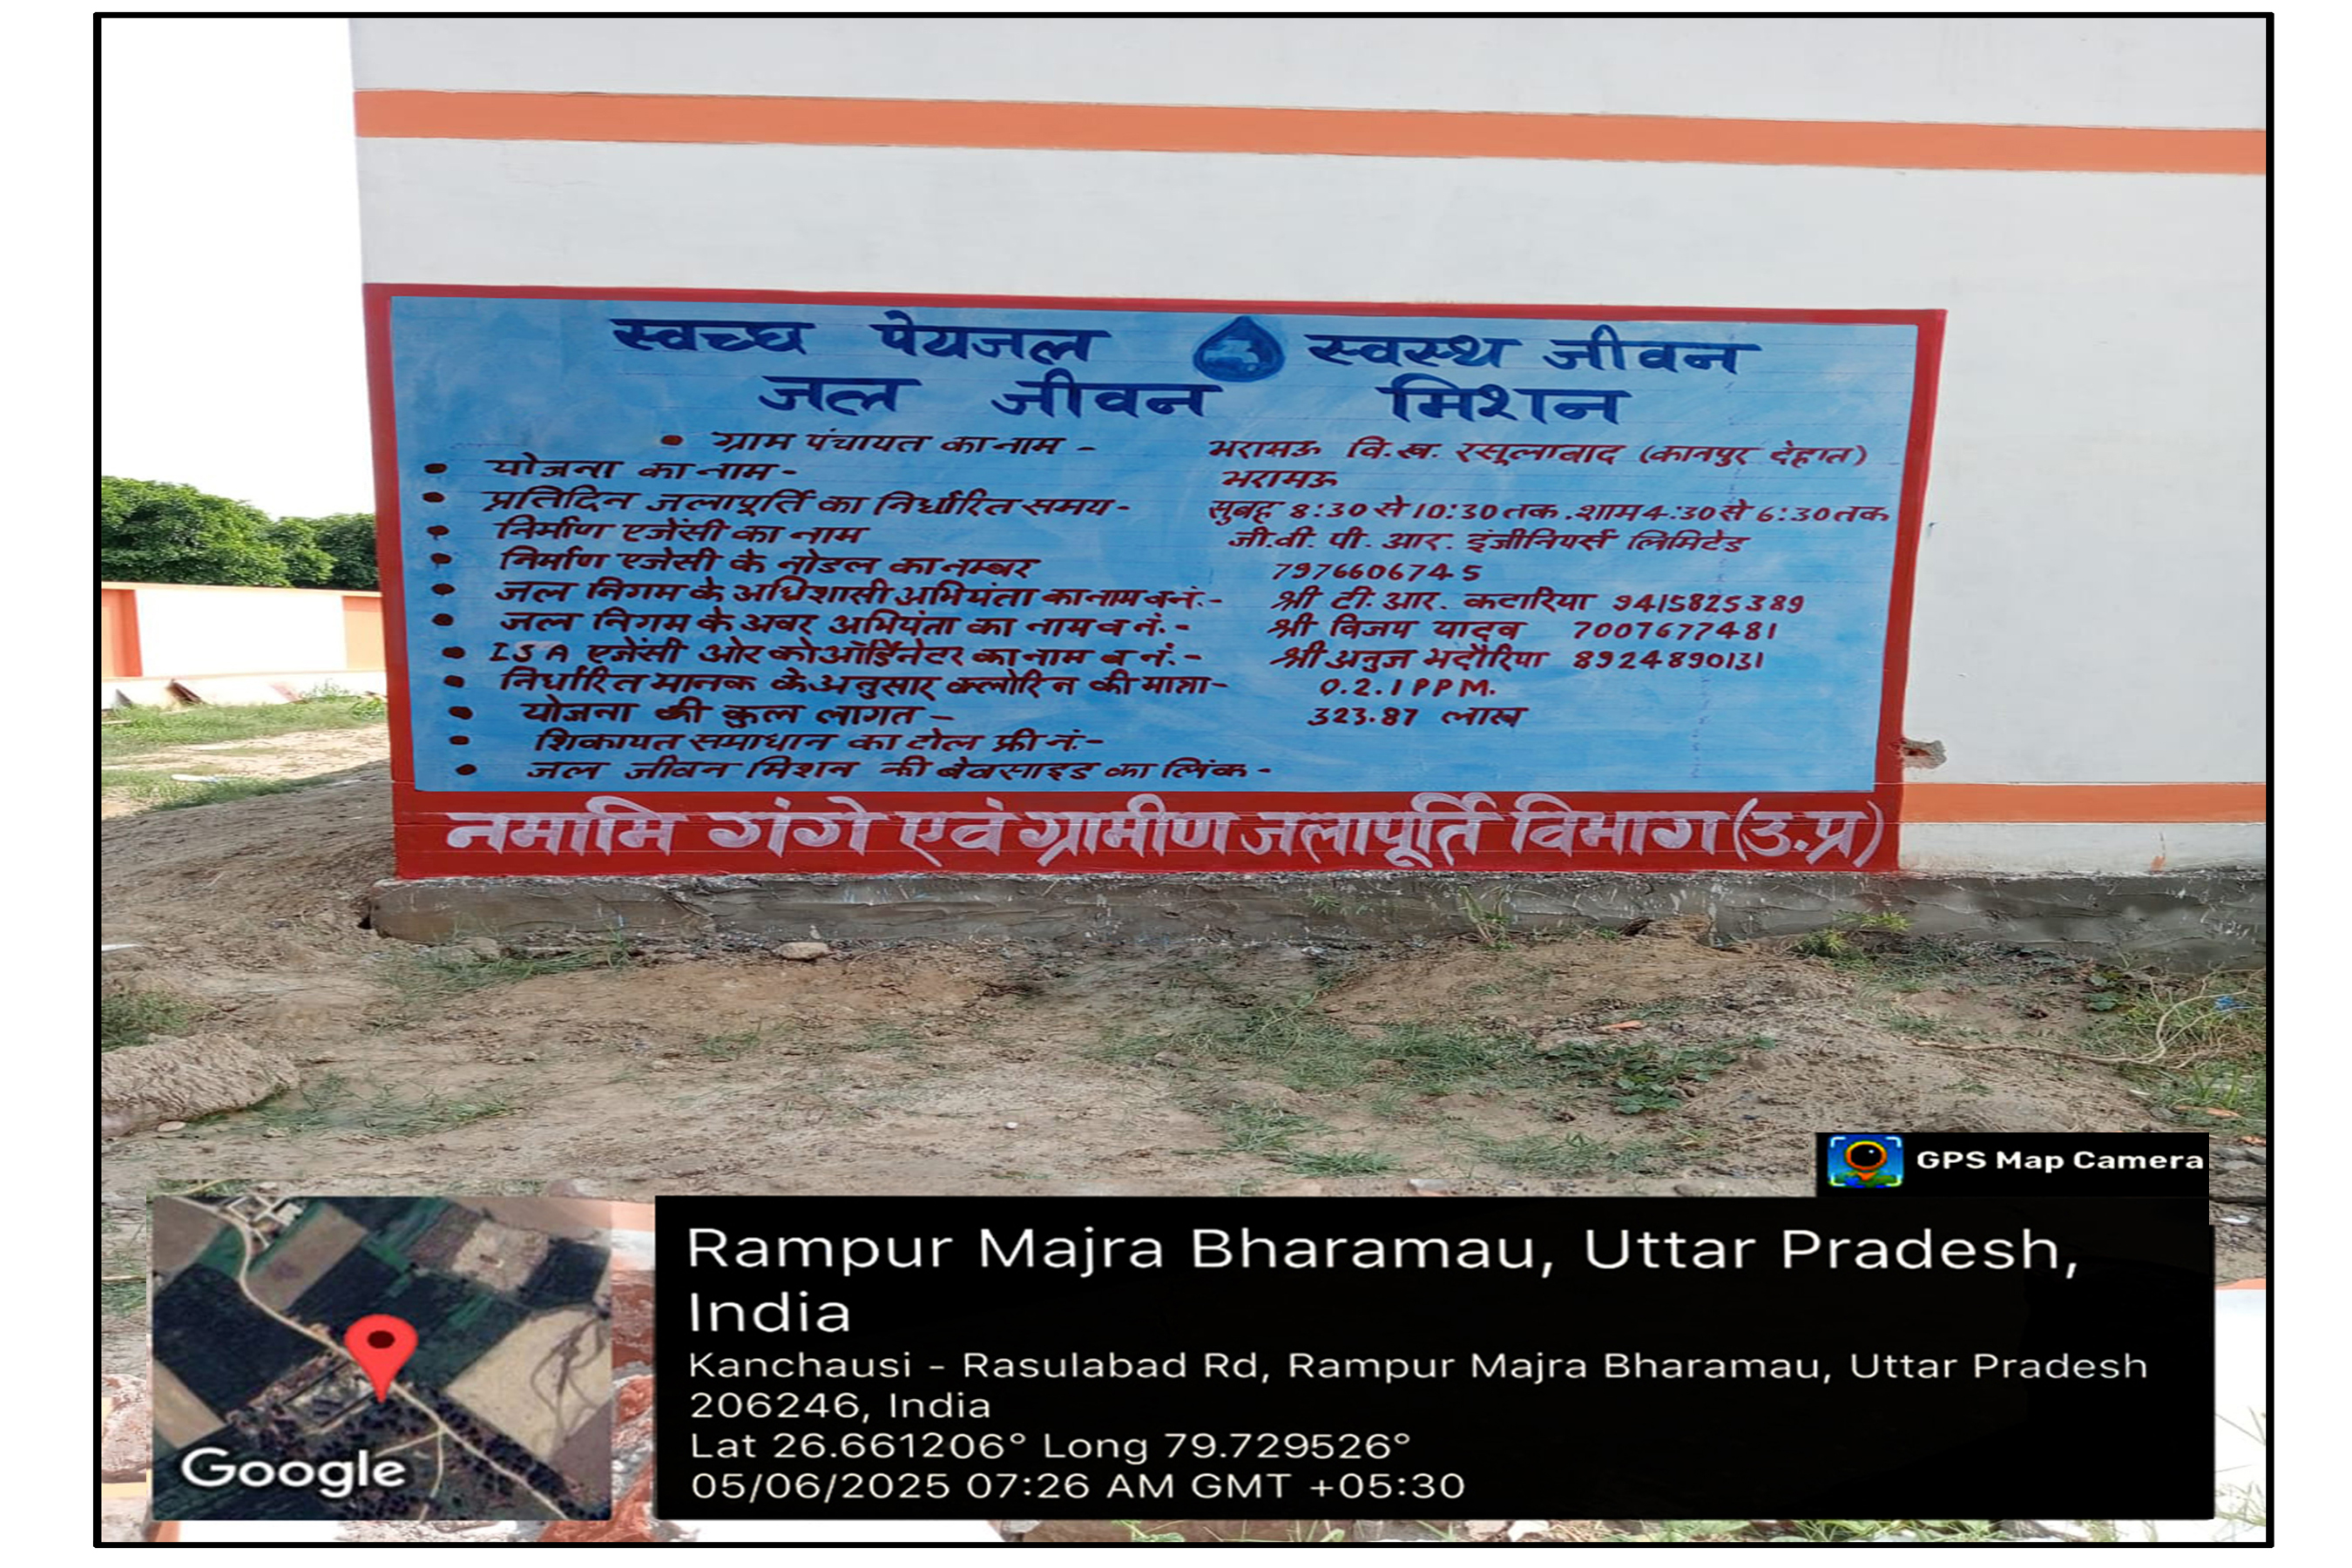 स्वच्छ पेयजल स्वस्थ जीवन
जल जीवन मिशन
• ग्राम पंचायत का नाम - भरामऊ वि.ख. रसूलाबाद (कानपुर देहात)
• योजना का नाम - भरामऊ
• प्रतिदिन जलापूर्ति का निर्धारित समय - सुबह 8:30 से 10:30 तक . शाम 4:30 से 6:30 तक
• निर्माण एजेंसी का नाम जी.वी. पी. आर. इंजीनियर्स लिमिटेड
• निर्माण एजेंसी के नोडल का नम्बर 7976606745
• जल निगम के अधिशासी अभियंता का नाम व नं.- श्री टी. आर. कटारिया 9415825389
• जल निगम के अवर अभियंता का नाम व नं.- श्री विजय यादव 7007677481
• ISA एजेंसी ओर कोऑर्डिनेटर का नाम व नं.- श्री अनुज भदौरिया 8924890131
• निर्धारित मानक के अनुसार क्लोरिन की मात्रा - 0.2.1 PPM.
• योजना की कुल लागत - 323.87 लाख
• शिकायत समाधान का टोल फ्री नं.-
• जल जीवन मिशन की बेवसाइड का लिंक -
नमामि गंगे एवं ग्रामीण जलापूर्ति विभाग (उ.प्र)
GPS Map Camera
Rampur Majra Bharamau, Uttar Pradesh,
India
Kanchausi - Rasulabad Rd, Rampur Majra Bharamau, Uttar Pradesh
206246, India
Lat 26.661206° Long 79.729526°
05/06/2025 07:26 AM GMT +05:30
Google